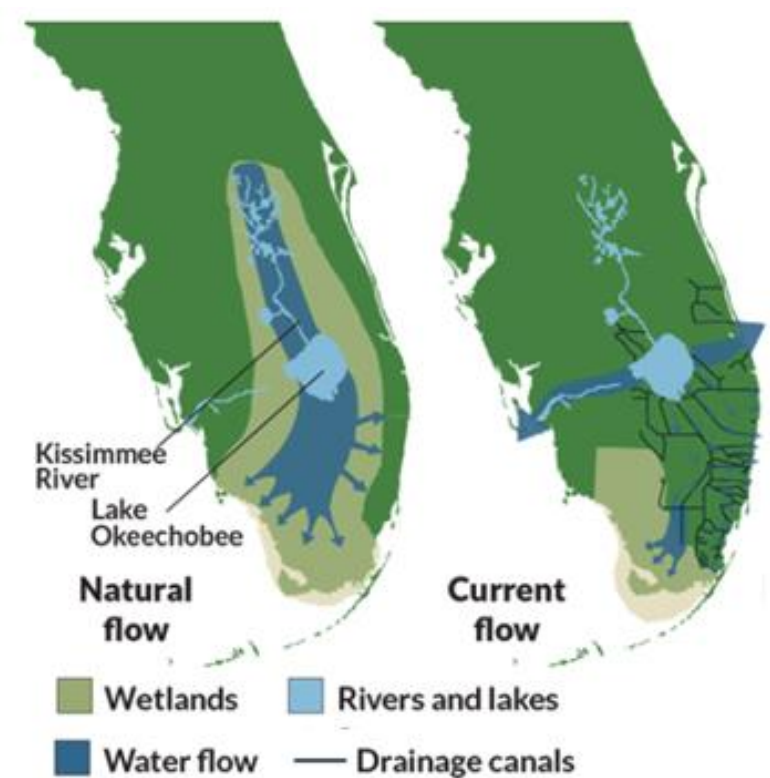 Kissimmee
River
Lake
Okeechobee
Natural
flow
Current
flow
Wetlands
Rivers and lakes
Water flow
Drainage canals